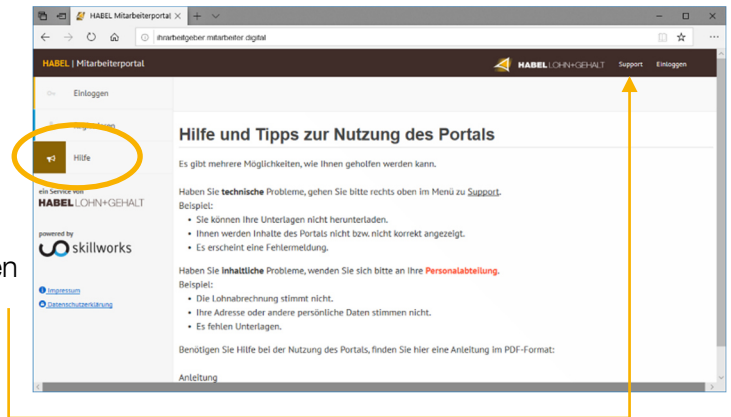 HABEL Mitarbeiterportal
ihrarbeitgeber.mitarbeiter.digital
HABEL | Mitarbeiterportal
HABEL LOHN+GEHALT
Support
Einloggen
Einloggen
Hilfe
ein Service von
HABEL LOHN+GEHALT
powered by
skillworks
Impressum
Datenschutzerklärung
en
Hilfe und Tipps zur Nutzung des Portals
Es gibt mehrere Möglichkeiten, wie Ihnen geholfen werden kann.
Haben Sie technische Probleme, gehen Sie bitte rechts oben im Menü zu Support.
Beispiel:
• Sie können Ihre Unterlagen nicht herunterladen.
• Ihnen werden Inhalte des Portals nicht bzw. nicht korrekt angezeigt.
• Es erscheint eine Fehlermeldung.
Haben Sie inhaltliche Probleme, wenden Sie sich bitte an Ihre Personalabteilung.
Beispiel:
• Die Lohnabrechnung stimmt nicht.
• Ihre Adresse oder andere persönliche Daten stimmen nicht.
• Es fehlen Unterlagen.
Benötigen Sie Hilfe bei der Nutzung des Portals, finden Sie hier eine Anleitung im PDF-Format:
Anleitung